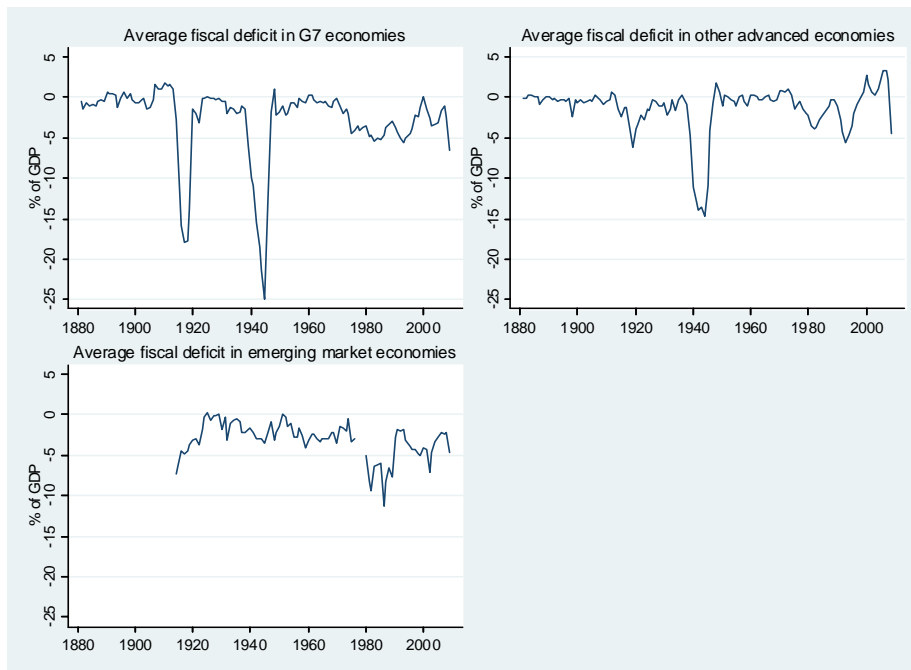 Average fiscal deficit in G7 economies
% of GDP
5
0
-5
-10
-15
-20
-25
1880 1900 1920 1940 1960 1980 2000
Average fiscal deficit in other advanced economies
% of GDP
5
0
-5
-10
-15
-20
-25
1880 1900 1920 1940 1960 1980 2000
Average fiscal deficit in emerging market economies
% of GDP
5
0
-5
-10
-15
-20
-25
1880 1900 1920 1940 1960 1980 2000